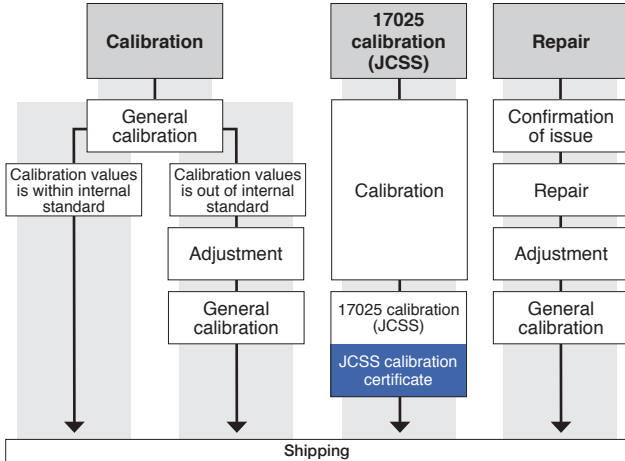 Calibration
17025
calibration
(JCSS)
Repair
General
calibration
Calibration values
is within internal
standard
Calibration values
is out of internal
standard
Adjustment
General
calibration
Calibration
17025 calibration
(JCSS)
JCSS calibration
certificate
Confirmation
of issue
Repair
Adjustment
General
calibration
Shipping